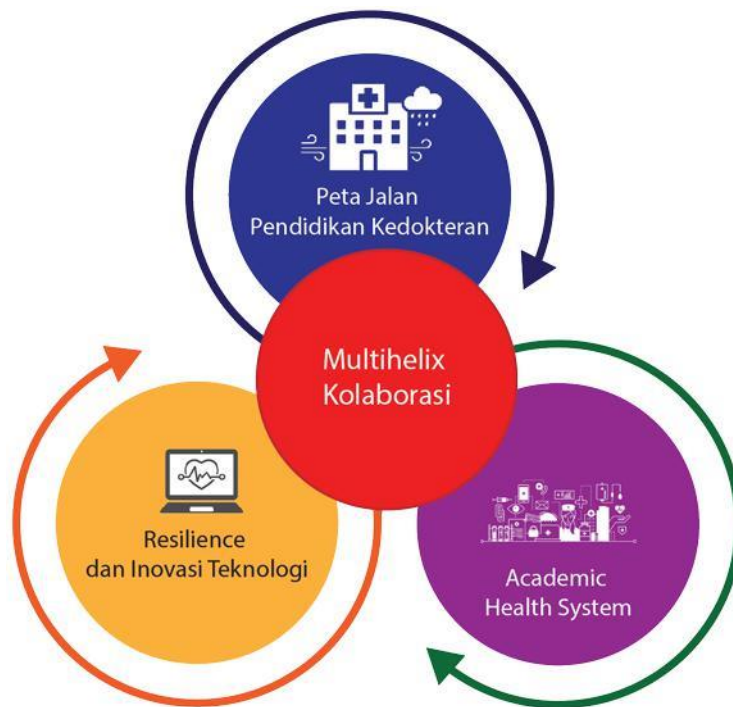 Peta Jalan
Pendidikan Kedokteran
Multihelix
Kolaborasi
Resilience
dan Inovasi Teknologi
Academic
Health System